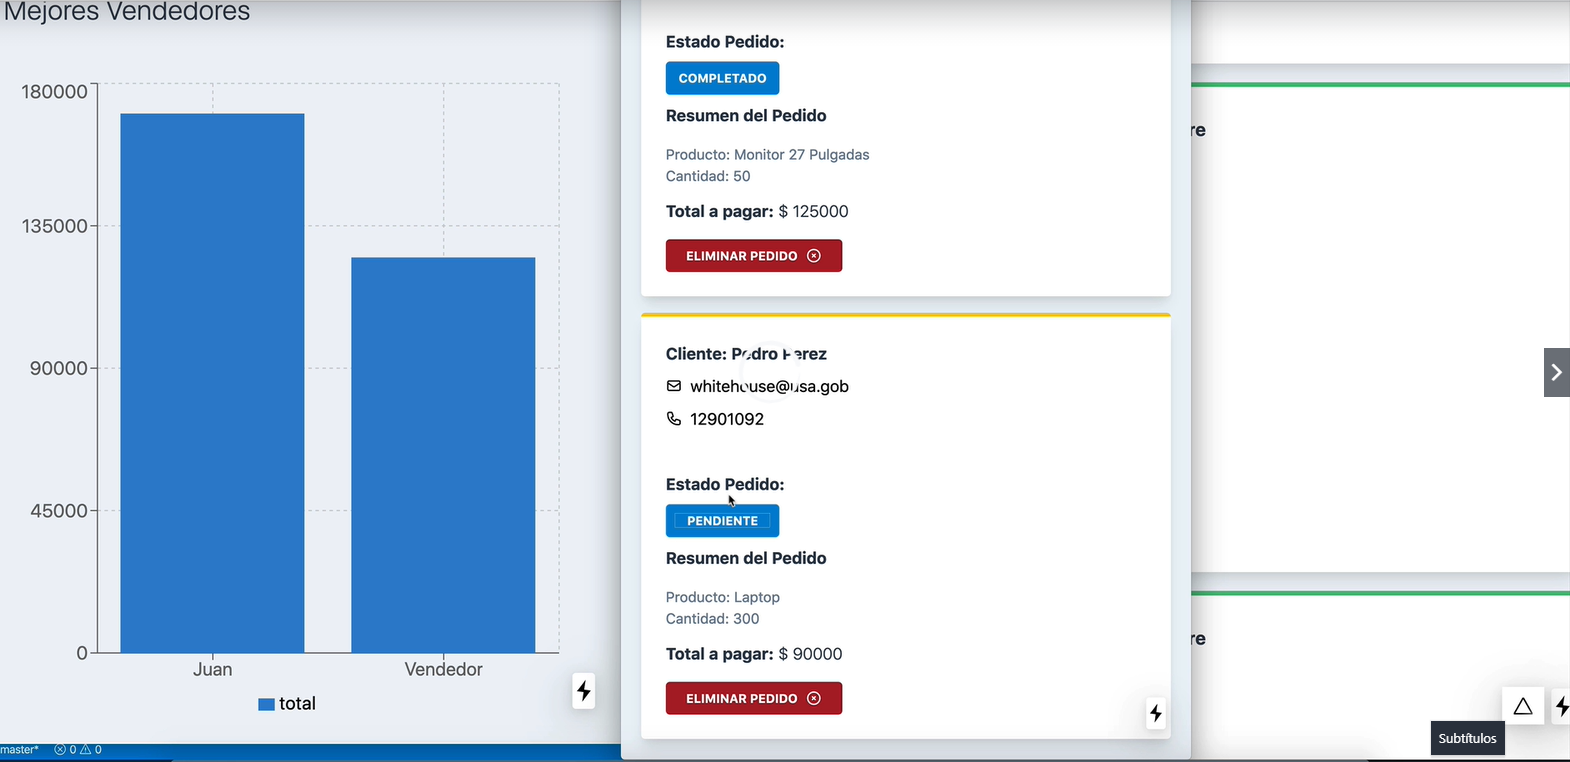 Mejores Vendedores
180000
135000
90000
45000
0
Juan
Vendedor
total
master*
0
0
Estado Pedido:
COMPLETADO
Resumen del Pedido
Producto: Monitor 27 Pulgadas
Cantidad: 50
Total a pagar: $ 125000
ELIMINAR PEDIDO
Cliente: Pedro Perez
whitehouse@usa.gob
12901092
Estado Pedido:
PENDIENTE
Resumen del Pedido
Producto: Laptop
Cantidad: 300
Total a pagar: $ 90000
ELIMINAR PEDIDO
re
re
Subtítulos